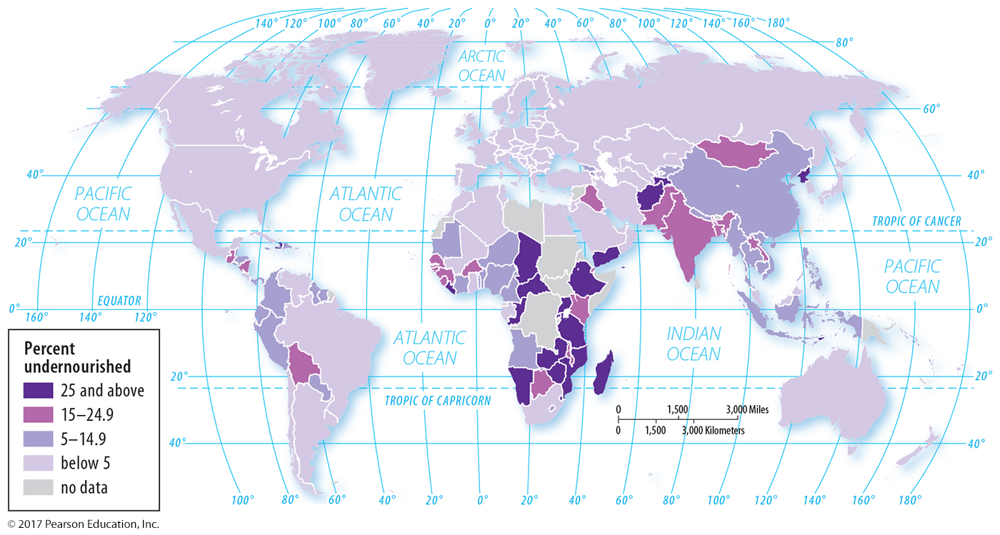 140° 120° 100° 80° 60° 40° 20° 0° 20° 40° 60° 80° 100° 120° 140° 160° 180°
80°
ARCTIC
OCEAN
60°
40°
40°
PACIFIC
OCEAN
ATLANTIC
OCEAN
TROPIC OF CANCER
20°
20°
PACIFIC
OCEAN
EQUATOR
0°
0°
160° 140° 120°
ATLANTIC
OCEAN
INDIAN
OCEAN
20°
20°
TROPIC OF CAPRICORN
0 1,500 3,000 Miles
0 1,500 3,000 Kilometers
40°
40°
100° 80° 60° 40° 20° 0° 20° 40° 60° 80° 100° 120° 140° 160° 180°
Percent
undernourished
25 and above
15–24.9
5–14.9
below 5
no data
© 2017 Pearson Education, Inc.